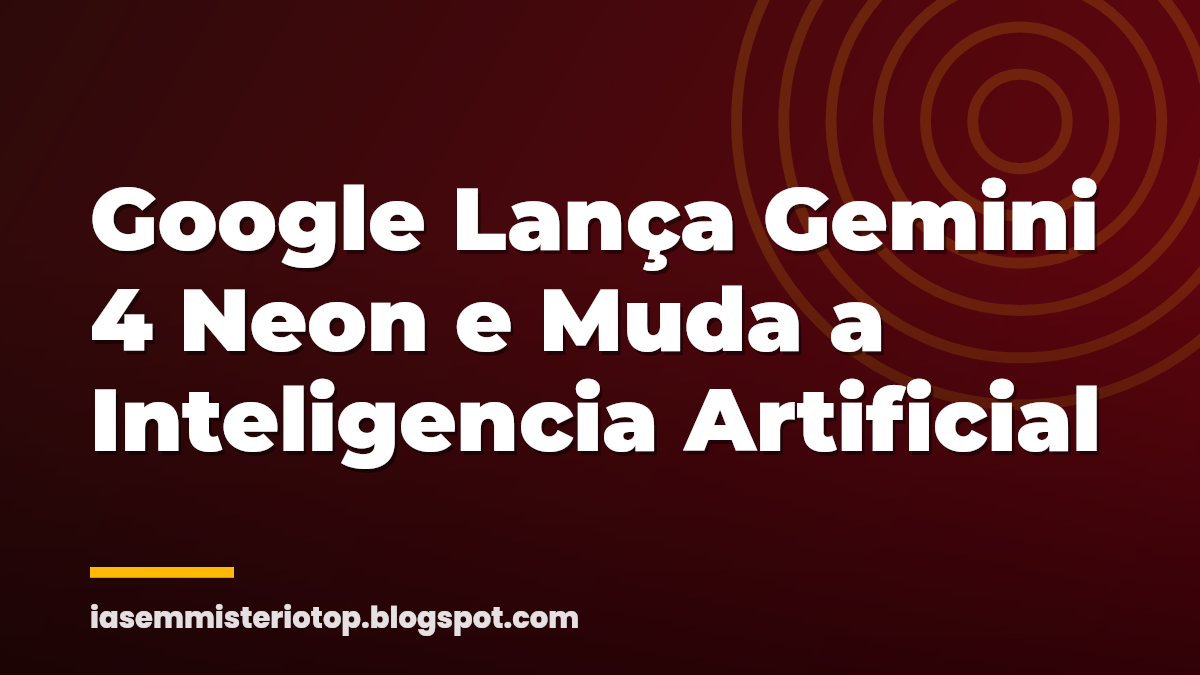 Google Lança Gemini
4 Neon e Muda a
Inteligencia Artificial
iasemmisteriotop.blogspot.com